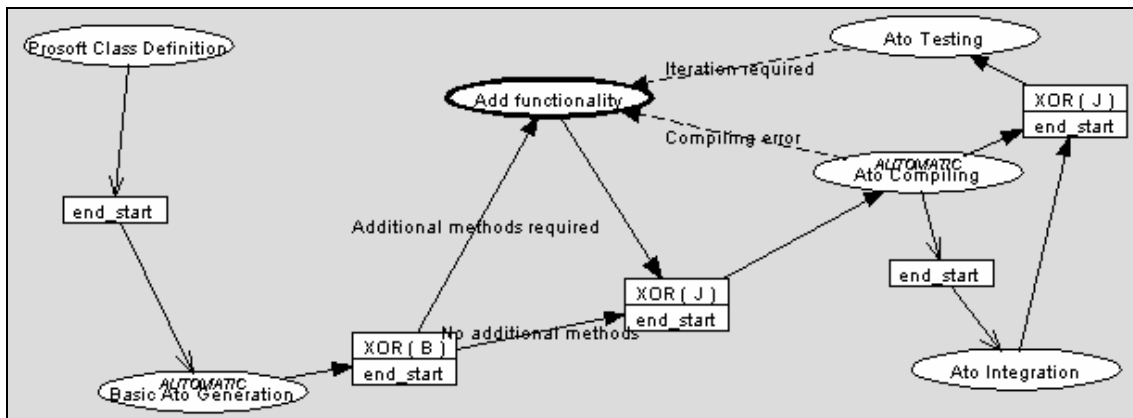 Prosoft Class Definition
Ato Testing
Iteration required
Add functionality
XOR ( J )
end_start
Compiling error
AUTOMATIC
Ato Compiling
end_start
Additional methods required
end_start
XOR ( J )
end_start
No additional methods
XOR ( B )
end_start
Ato Integration
AUTOMATIC
Basic Ato Generation